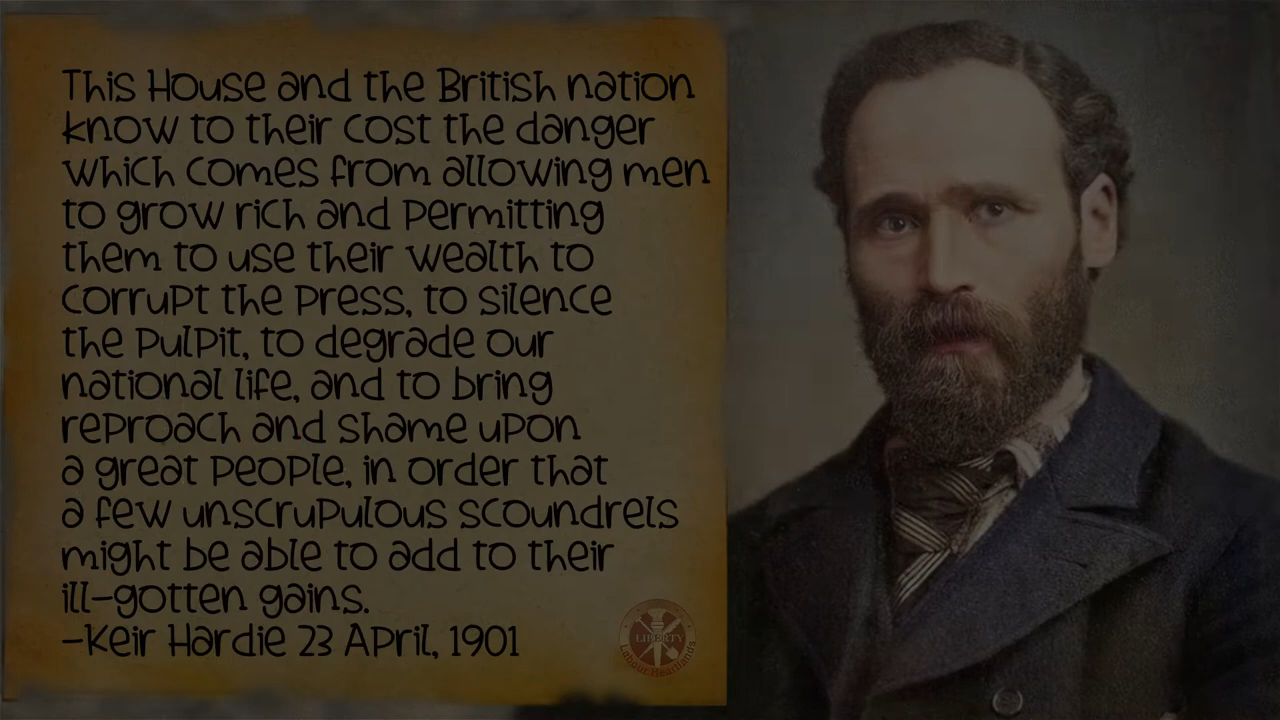 This House and the British nation
know to their cost the danger
which comes from allowing men
to grow rich and permitting
them to use their wealth to
corrupt the press, to silence
the pulpit, to degrade our
national life, and to bring
reproach and shame upon
a great people, in order that
a few unscrupulous scoundrels
might be able to add to their
ill-gotten gains.
-Keir Hardie 23 April, 1901
LIBERTY
Labour Heartlands